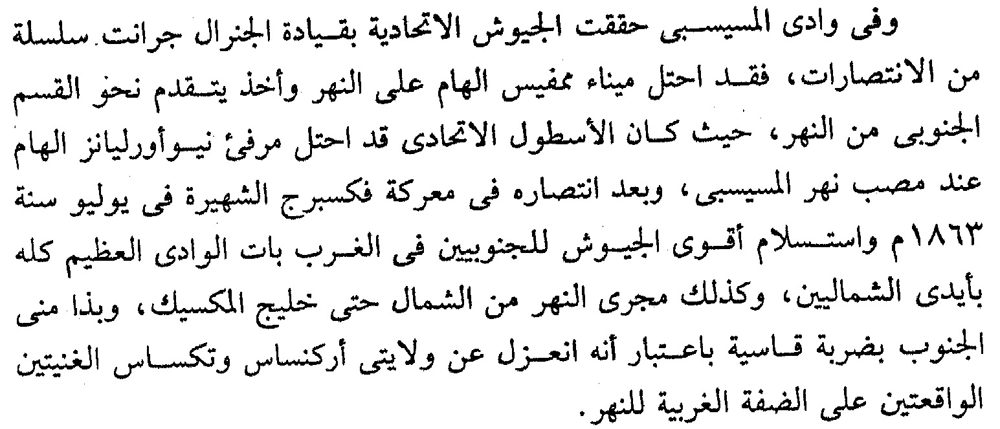 وفى وادى المسيسبى حققت الجيوش الاتحادية بقيادة الجنرال جرانت سلسلة
من الانتصارات، فقد احتل ميناء ممفيس الهام على النهر وأخذ يتقدم نحو القسم
الجنوبى من النهر، حيث كان الأسطول الاتحادى قد احتل مرفئ نيوأورليانز الهام
عند مصب نهر المسيسبى، وبعد انتصاره فى معركة فكسبرج الشهيرة فى يوليو سنة
١٨٦٣م واستسلام أقوى الجيوش للجنوبيين فى الغرب بات الوادى العظيم كله
بأيدى الشماليين، وكذلك مجرى النهر من الشمال حتى خليج المكسيك، وبذا منى
الجنوب بضربة قاسية باعتبار أنه انعزل عن ولايتى أركنساس وتكساس الغنيتين
الواقعتين على الضفة الغربية للنهر.